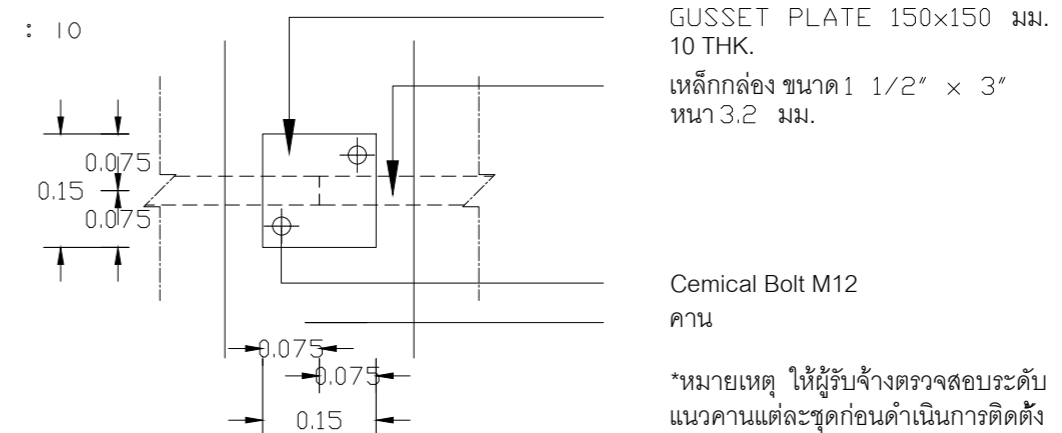 : 10
GUSSET PLATE 150x150 มม.
10 THK.
เหล็กกล่อง ขนาด 1 1/2" x 3"
หนา 3.2 มม.
0.075
0.15
0.075
Cemical Bolt M12
คาน
0.075
0.075
0.15
*หมายเหตุ ให้ผู้รับจ้างตรวจสอบระดับ
แนวคานแต่ละชุดก่อนดำเนินการติดตั้ง